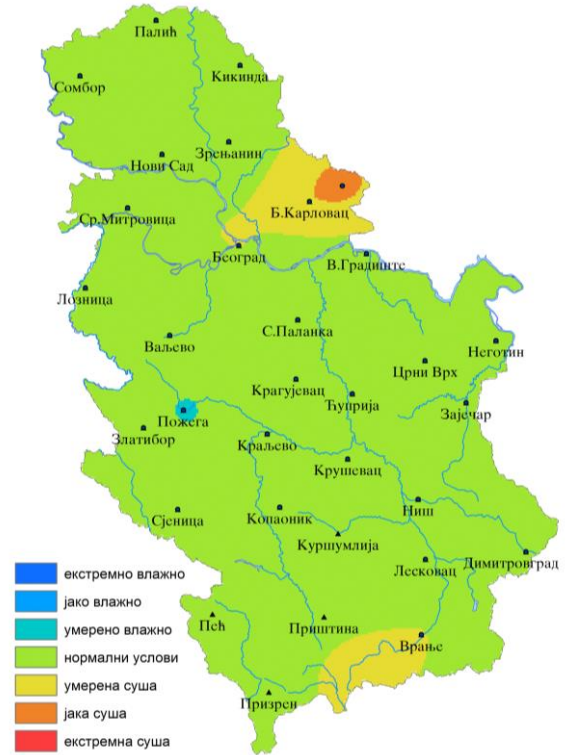 Палић
Сомбор
Кикинда
Зрењанин
Нови Сад
Б.Карловац
Ср.Митровица
Београд
В.Градиште
Лозница
С.Паланка
Ваљево
Неготин
Црни Врх
Крагујевац
Ћуприја
Зајечар
Пожега
Златибор
Краљево
Крушевац
Сјеница
Копаоник
Ниш
Куршумлија
Лесковац
Димитровград
Пећ
Приштина
Врање
Призрен
екстремно влажно
јако влажно
умерено влажно
нормални услови
умерена суша
јака суша
екстремна суша